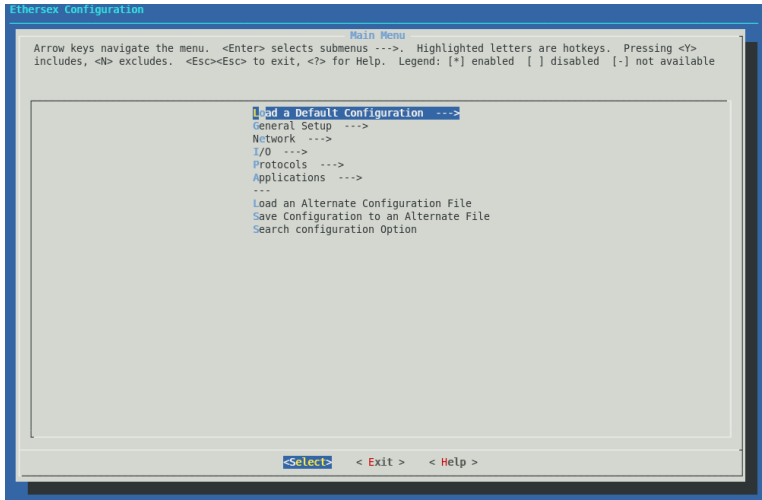 Ethersex Configuration
Main Menu
Arrow keys navigate the menu. <Enter> selects submenus --->. Highlighted letters are hotkeys. Pressing <Y>
includes, <N> excludes. <Esc><Esc> to exit, <?> for Help. Legend: [*] enabled [ ] disabled [-] not available
Load a Default Configuration --->
General Setup --->
Network --->
I/O --->
Protocols --->
Applications --->
---
Load an Alternate Configuration File
Save Configuration to an Alternate File
Search configuration Option
<Select> < Exit > < Help >